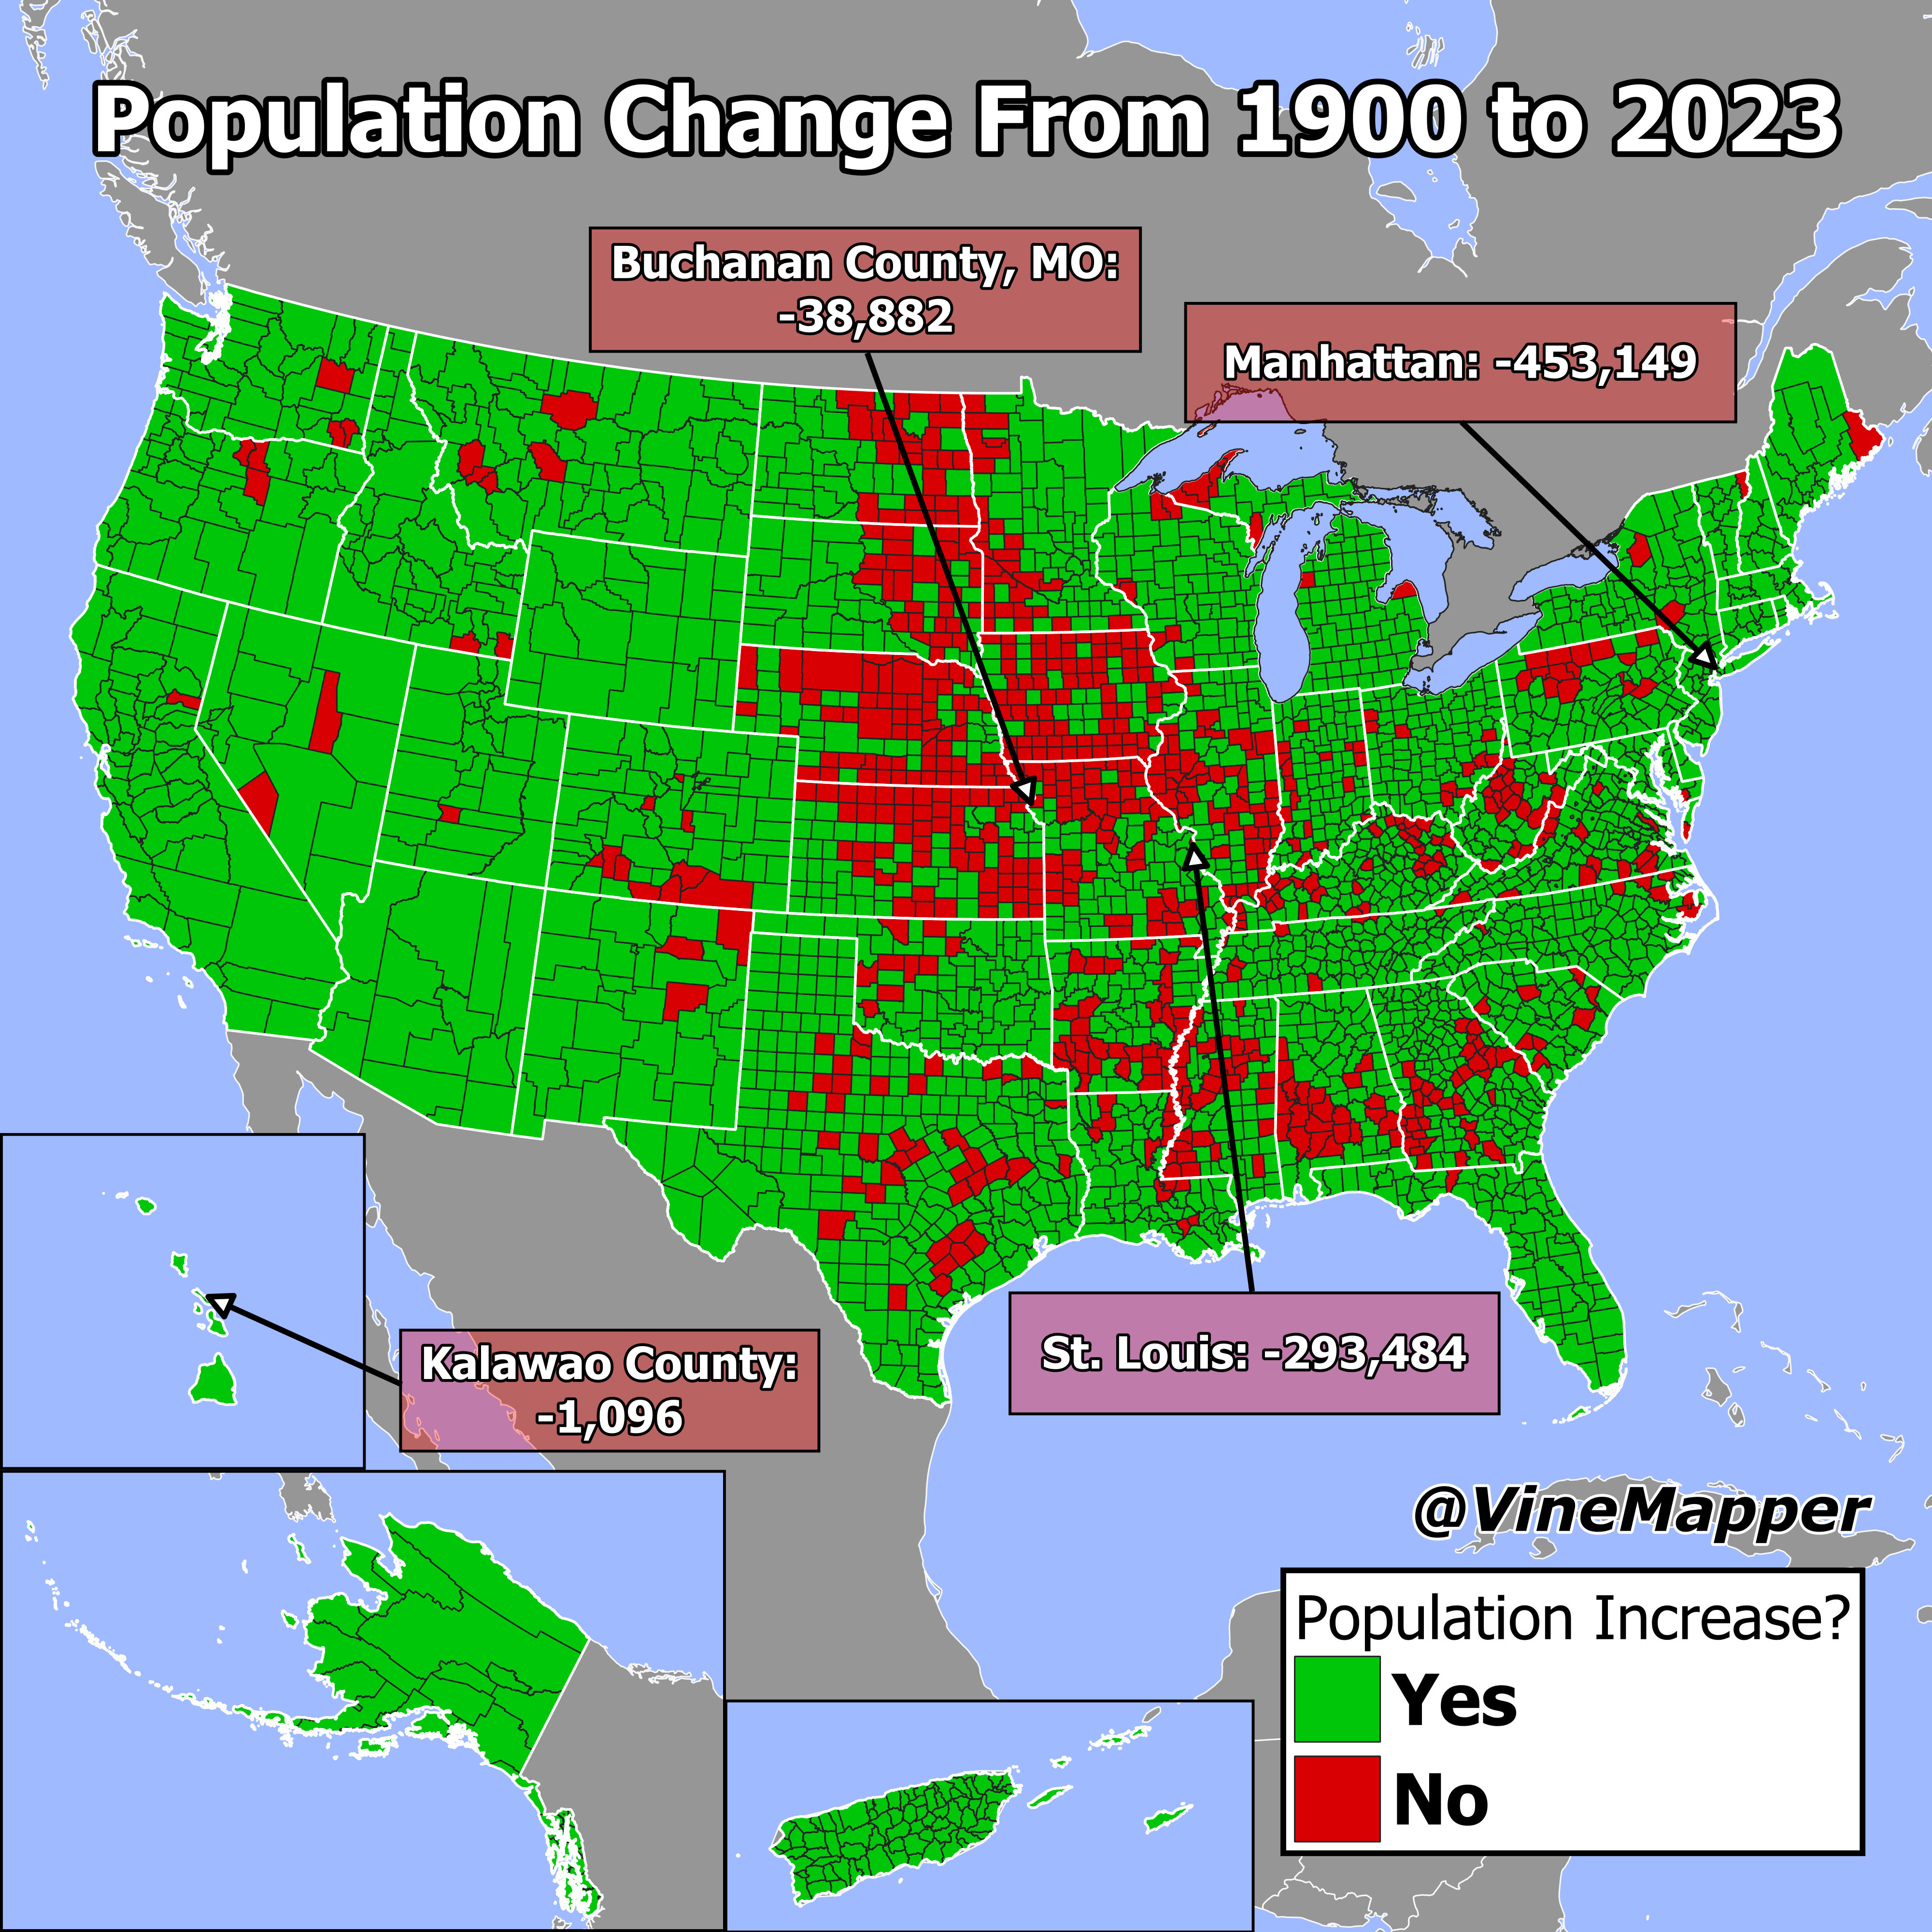 Population Change From 1900 to 2023
Buchanan County, MO:
-38,882
Manhattan: -453,149
St. Louis: -293,484
Kalawao County:
-1,096
@VineMapper
Population Increase?
Yes
No